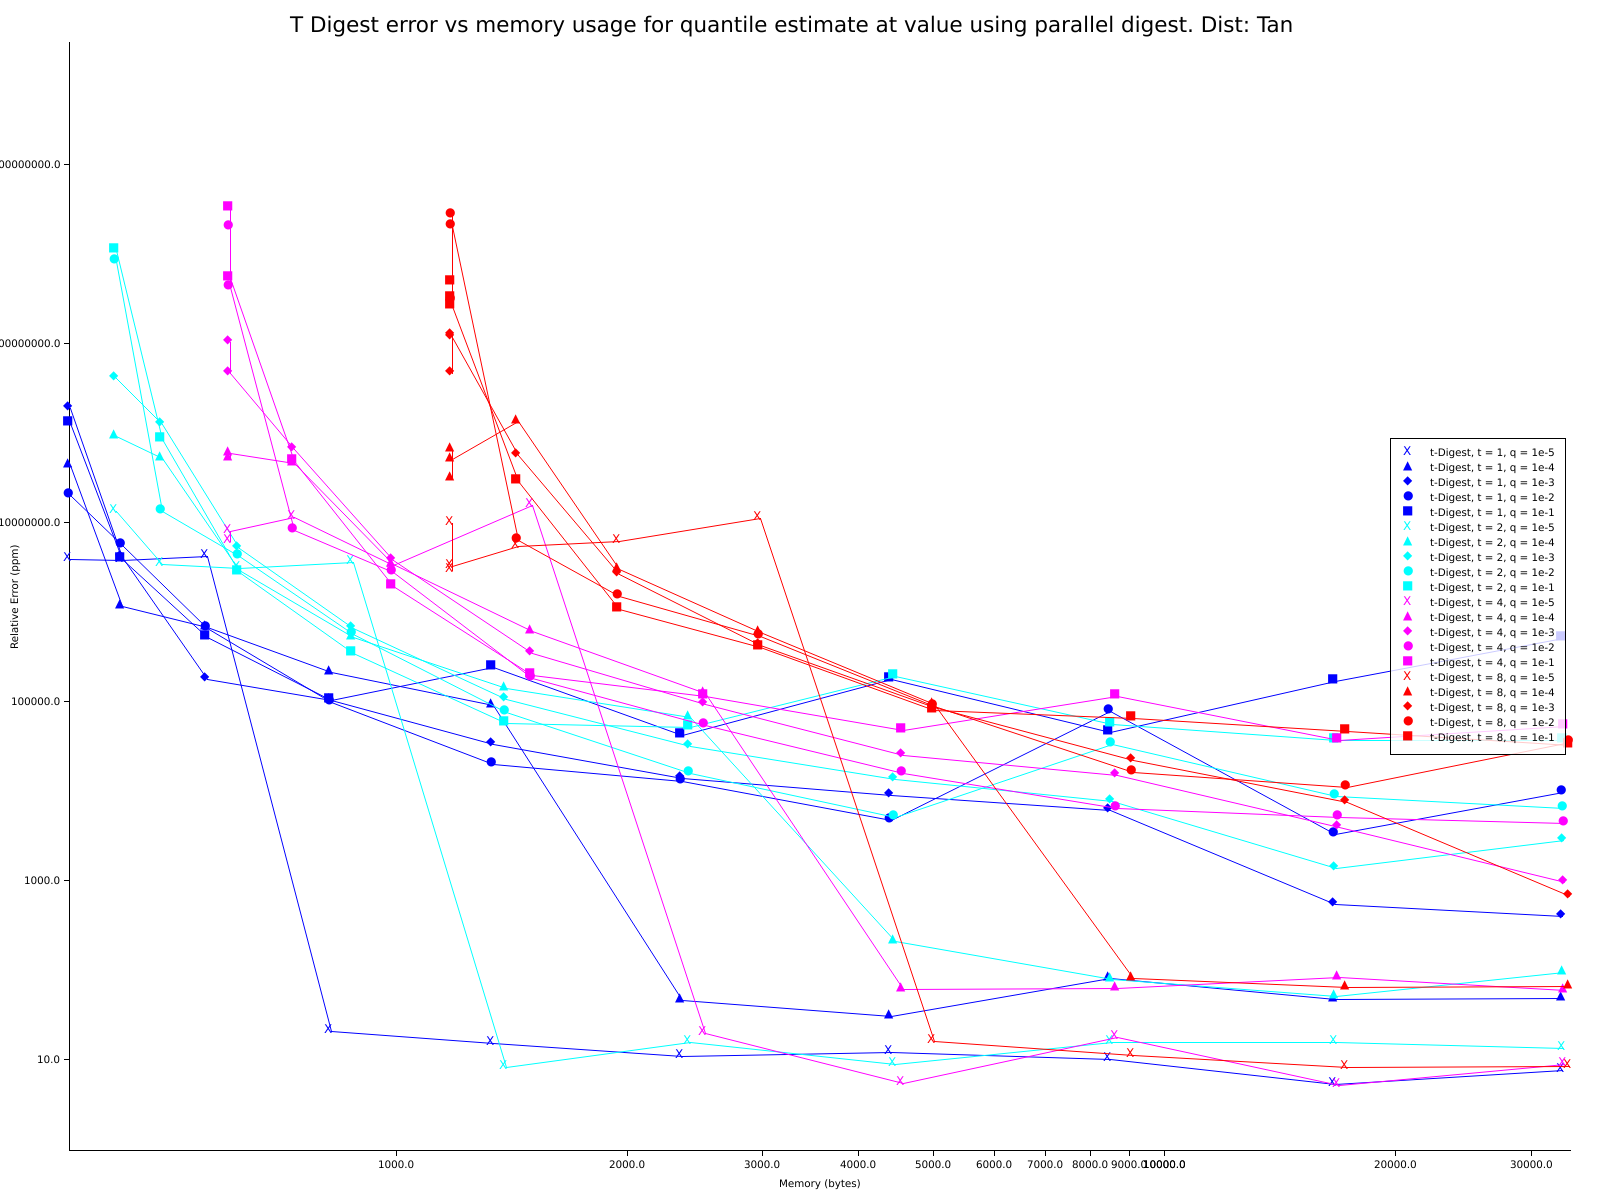 T Digest error vs memory usage for quantile estimate at value using parallel digest. Dist: Tan
00000000.0
00000000.0
10000000.0
100000.0
1000.0
10.0
Relative Error (ppm)
t-Digest, t = 1, q = 1e-5
t-Digest, t = 1, q = 1e-4
t-Digest, t = 1, q = 1e-3
t-Digest, t = 1, q = 1e-2
t-Digest, t = 1, q = 1e-1
t-Digest, t = 2, q = 1e-5
t-Digest, t = 2, q = 1e-4
t-Digest, t = 2, q = 1e-3
t-Digest, t = 2, q = 1e-2
t-Digest, t = 2, q = 1e-1
t-Digest, t = 4, q = 1e-5
t-Digest, t = 4, q = 1e-4
t-Digest, t = 4, q = 1e-3
t-Digest, t = 4, q = 1e-2
t-Digest, t = 4, q = 1e-1
t-Digest, t = 8, q = 1e-5
t-Digest, t = 8, q = 1e-4
t-Digest, t = 8, q = 1e-3
t-Digest, t = 8, q = 1e-2
t-Digest, t = 8, q = 1e-1
1000.0 2000.0 3000.0 4000.0 5000.0 6000.0 7000.0 8000.0 9000.0 10000.0 20000.0 30000.0
Memory (bytes)